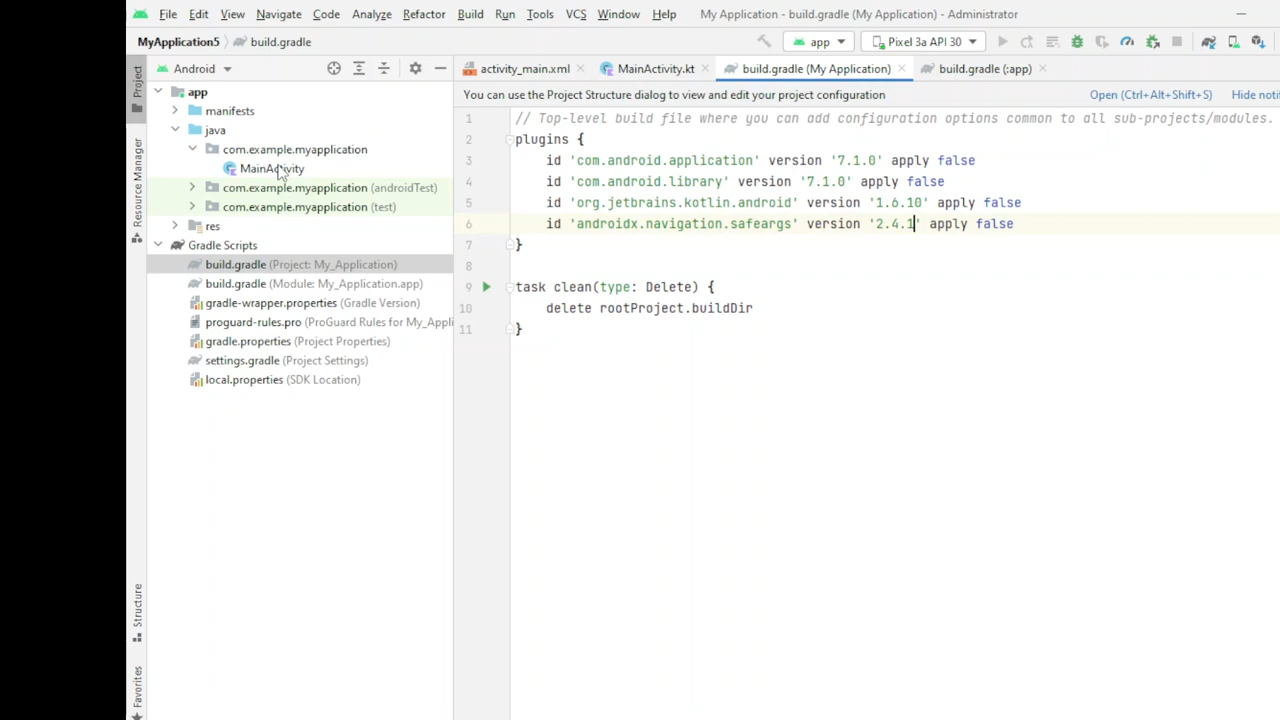 File Edit View Navigate Code Analyze Refactor Build Run Tools VCS Window Help My Application - build.gradle (My Application) - Administrator
MyApplication5 build.gradle app Pixel 3a API 30
Project
Android
activity_main.xml MainActivity.kt build.gradle (My Application) build.gradle (:app)
You can use the Project Structure dialog to view and edit your project configuration Open (Ctrl+Alt+Shift+S) Hide noti
app
manifests
java
com.example.myapplication
MainActivity
com.example.myapplication (androidTest)
com.example.myapplication (test)
res
Gradle Scripts
build.gradle (Project: My_Application)
build.gradle (Module: My_Application.app)
gradle-wrapper.properties (Gradle Version)
proguard-rules.pro (ProGuard Rules for My_Appli
gradle.properties (Project Properties)
settings.gradle (Project Settings)
local.properties (SDK Location)
Resource Manager
Structure
Favorites
1 // Top-level build file where you can add configuration options common to all sub-projects/modules.
2 plugins {
3 id 'com.android.application' version '7.1.0' apply false
4 id 'com.android.library' version '7.1.0' apply false
5 id 'org.jetbrains.kotlin.android' version '1.6.10' apply false
6 id 'androidx.navigation.safeargs' version '2.4.1' apply false
7 }
8
9 task clean(type: Delete) {
10 delete rootProject.buildDir
11 }